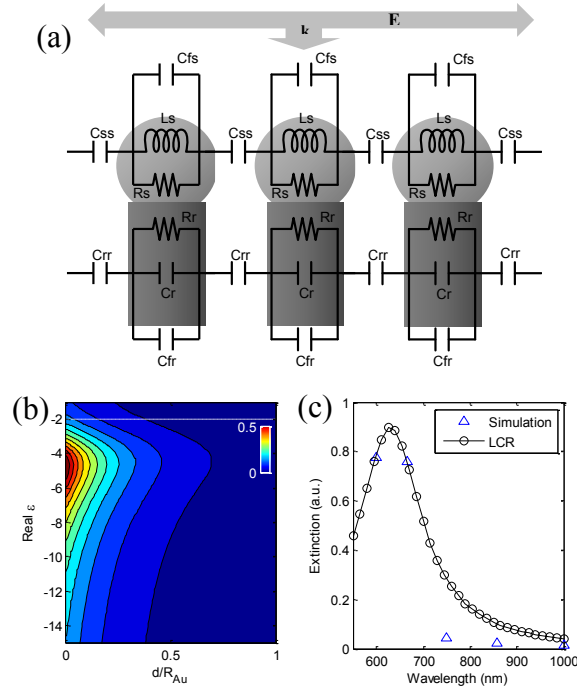 (a)
E
k
Cfs Cfs Cfs
Ls Ls Ls
Css Css Css Css
Rs Rs Rs
Rr Rr Rr
Crr Crr Crr Crr
Cr Cr Cr
Cfr Cfr Cfr
(b)
-2
-4
-6
-8
-10
-12
-14
Real ε
0.5
0
0 0.5 1
d/R_Au
(c)
1
0.8
0.6
0.4
0.2
0
Extinction (a.u.)
Simulation
LCR
600 700 800 900 1000
Wavelength (nm)